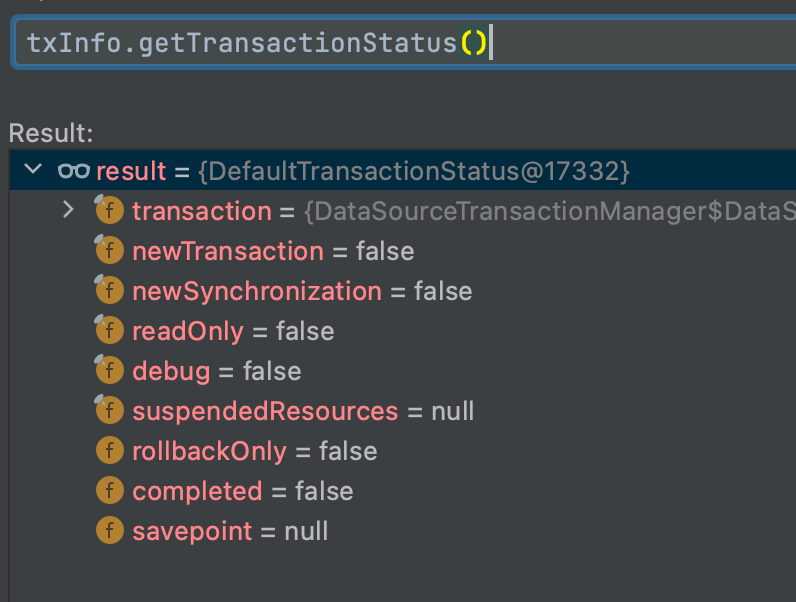 txInfo.getTransactionStatus()
Result:
result = {DefaultTransactionStatus@17332}
f transaction = {DataSourceTransactionManager$DataS
f newTransaction = false
f newSynchronization = false
f readOnly = false
f debug = false
f suspendedResources = null
f rollbackOnly = false
f completed = false
f savepoint = null